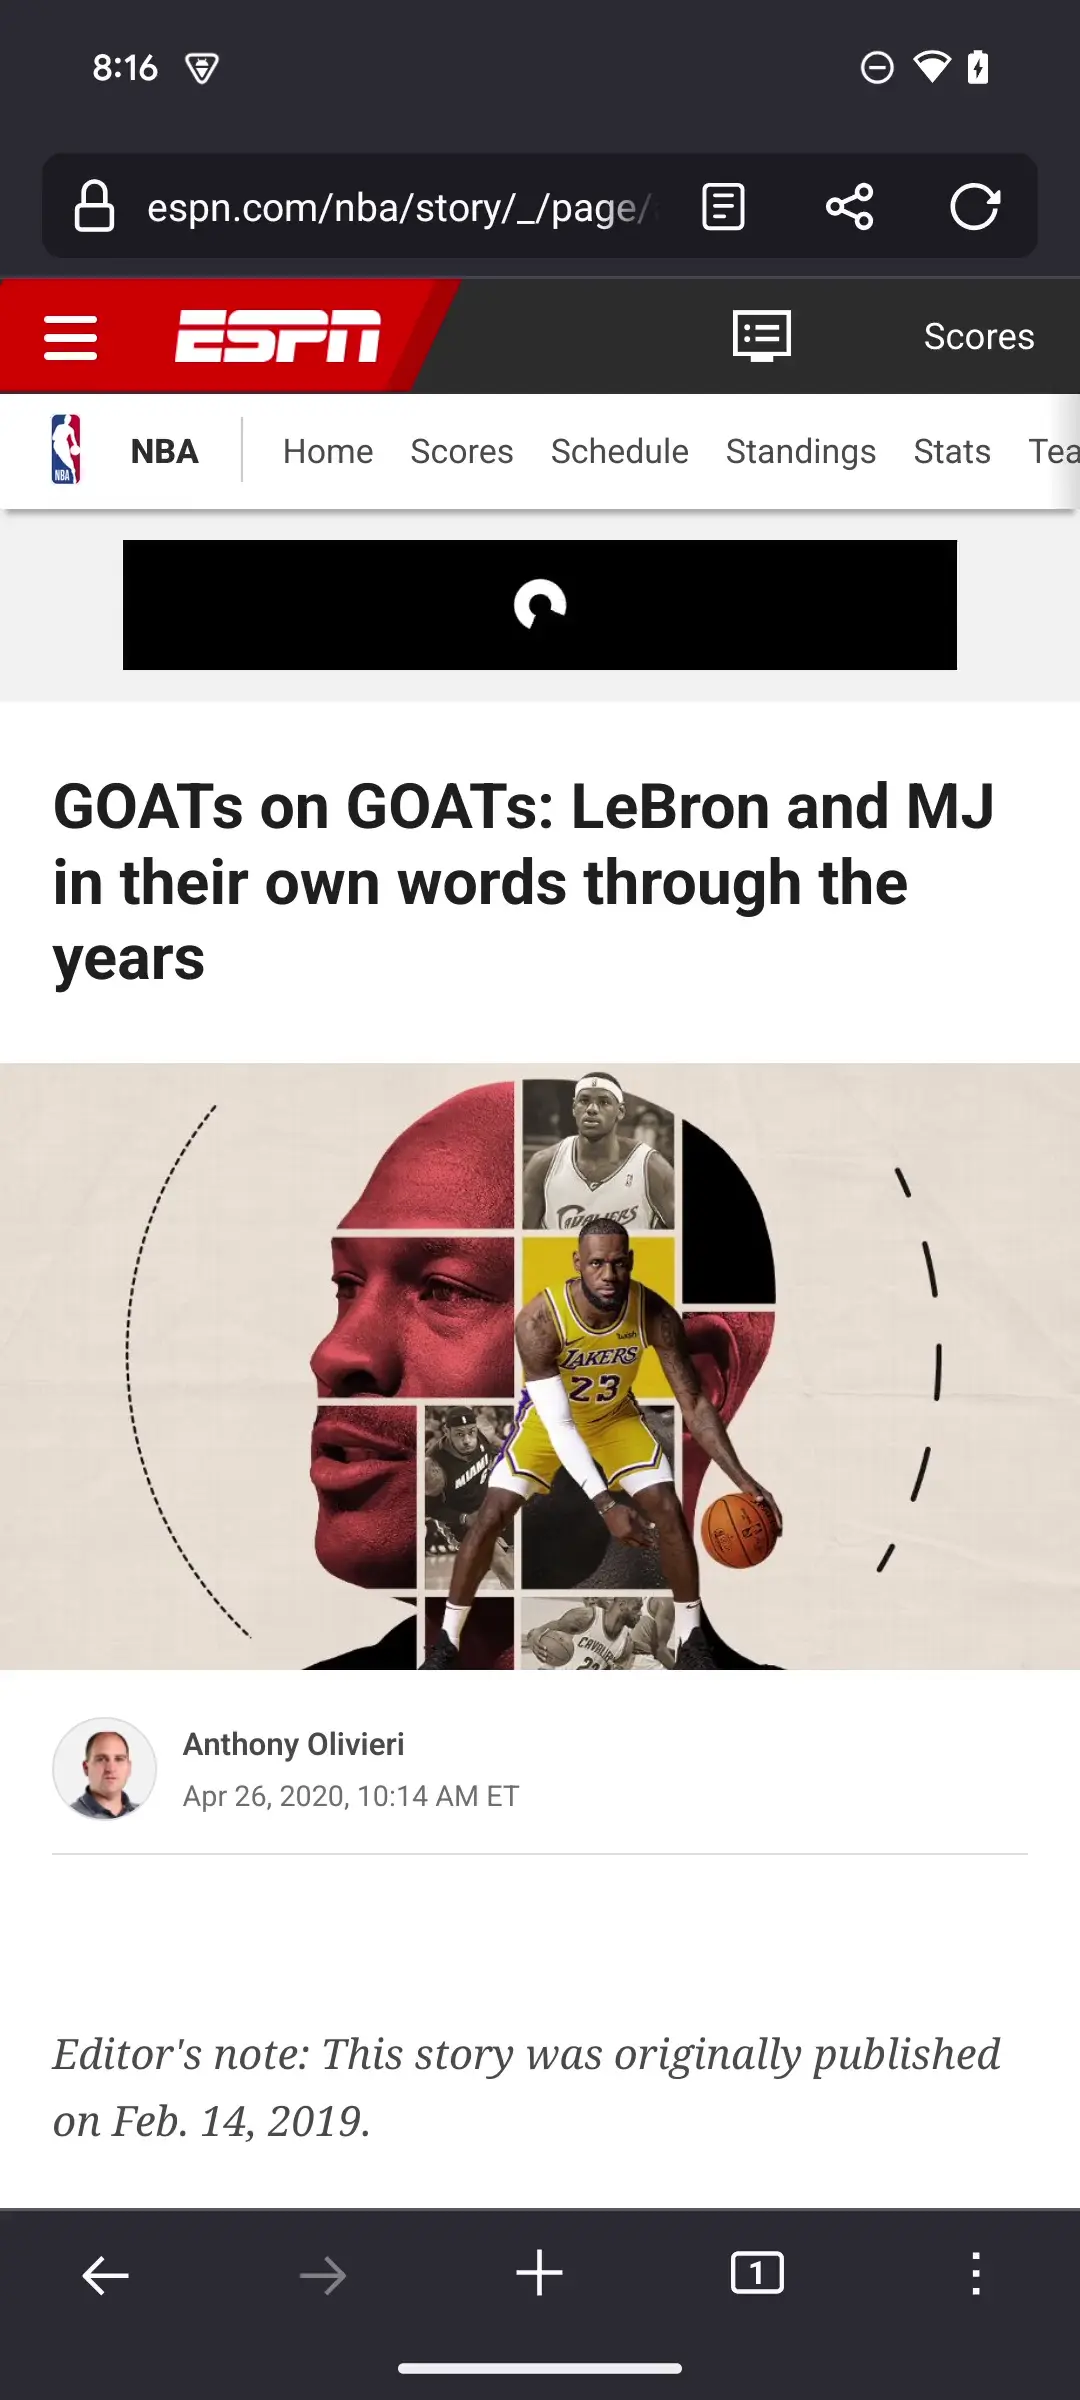 8:16
espn.com/nba/story/_/page/
ESPN
Scores
NBA
NBA
Home
Scores
Schedule
Standings
Stats
Tea
GOATs on GOATs: LeBron and MJ
in their own words through the
years
CAVALIERS
LAKERS
23
MIAMI
CAVALIE
Anthony Olivieri
Apr 26, 2020, 10:14 AM ET
Editor's note: This story was originally published
on Feb. 14, 2019.
1